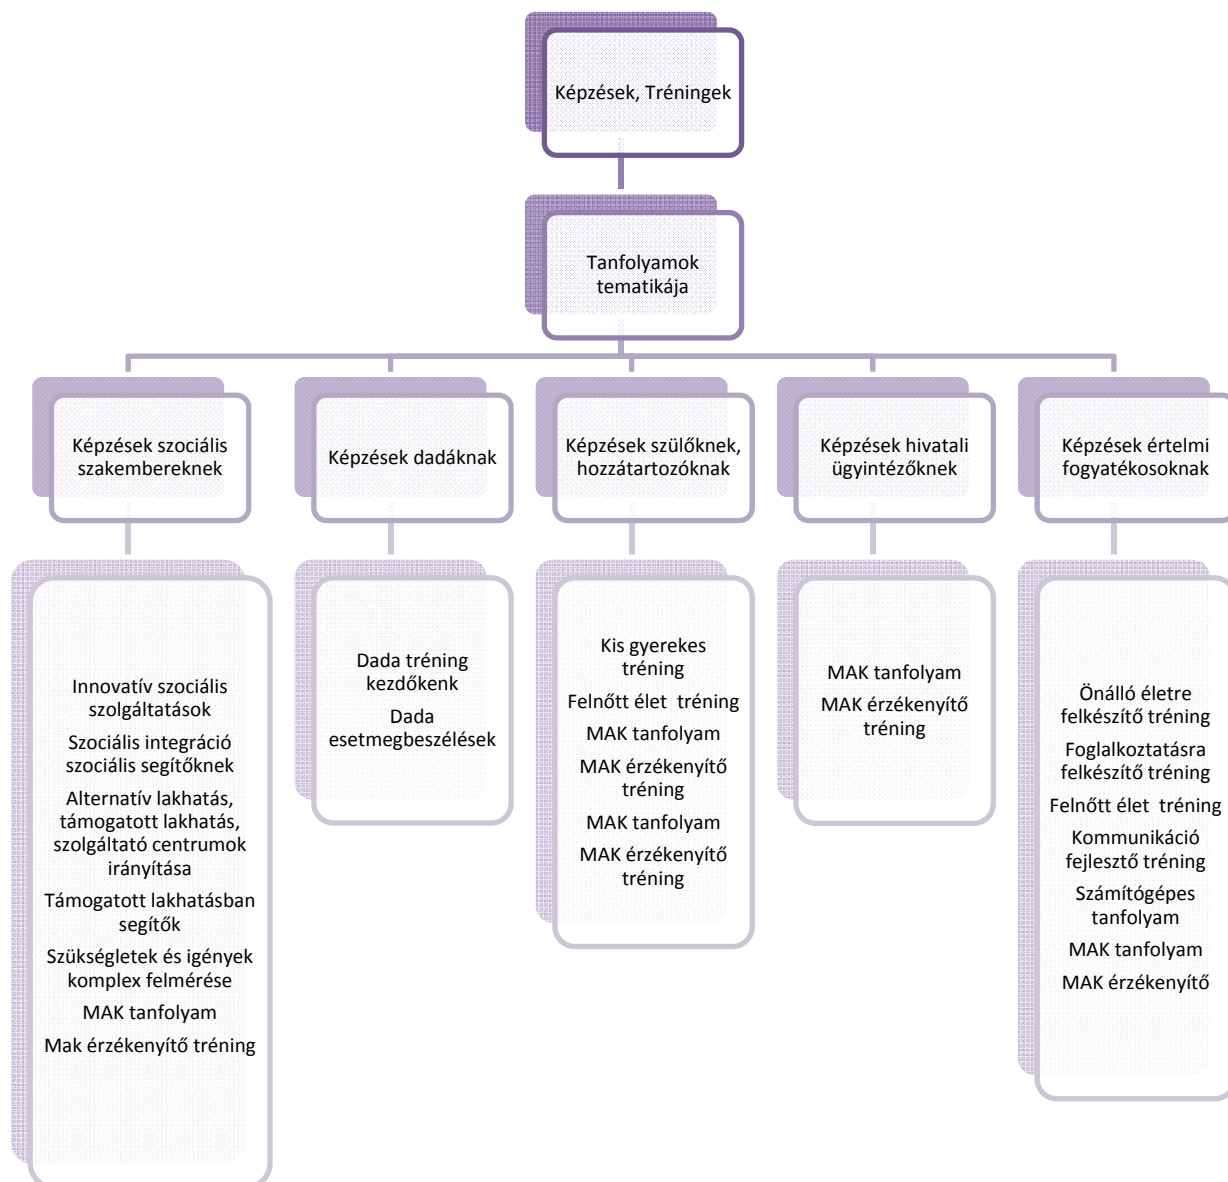 Képzések, Tréningek
Tanfolyamok
tematikája
Képzések szociális
szakembereknek
Képzések dadáknak
Képzések szülőknek,
hozzátartozóknak
Képzések hivatali
ügyintézőknek
Képzések értelmi
fogyatékosoknak
Innovatív szociális
szolgáltatások
Szociális integráció
szociális segítőknek
Alternatív lakhatás,
támogatott lakhatás,
szolgáltató centrumok
irányítása
Támogatott lakhatásban
segítők
Szükségletek és igények
komplex felmérése
MAK tanfolyam
Mak érzékenyítő tréning
Dada tréning
kezdőkenk
Dada
esetmegbeszélések
Kis gyerekes
tréning
Felnőtt élet tréning
MAK tanfolyam
MAK érzékenyítő
tréning
MAK tanfolyam
MAK érzékenyítő
tréning
MAK tanfolyam
MAK érzékenyítő
tréning
Önálló életre
felkészítő tréning
Foglalkoztatásra
felkészítő tréning
Felnőtt élet tréning
Kommunikáció
fejlesztő tréning
Számítógépes
tanfolyam
MAK tanfolyam
MAK érzékenyítő